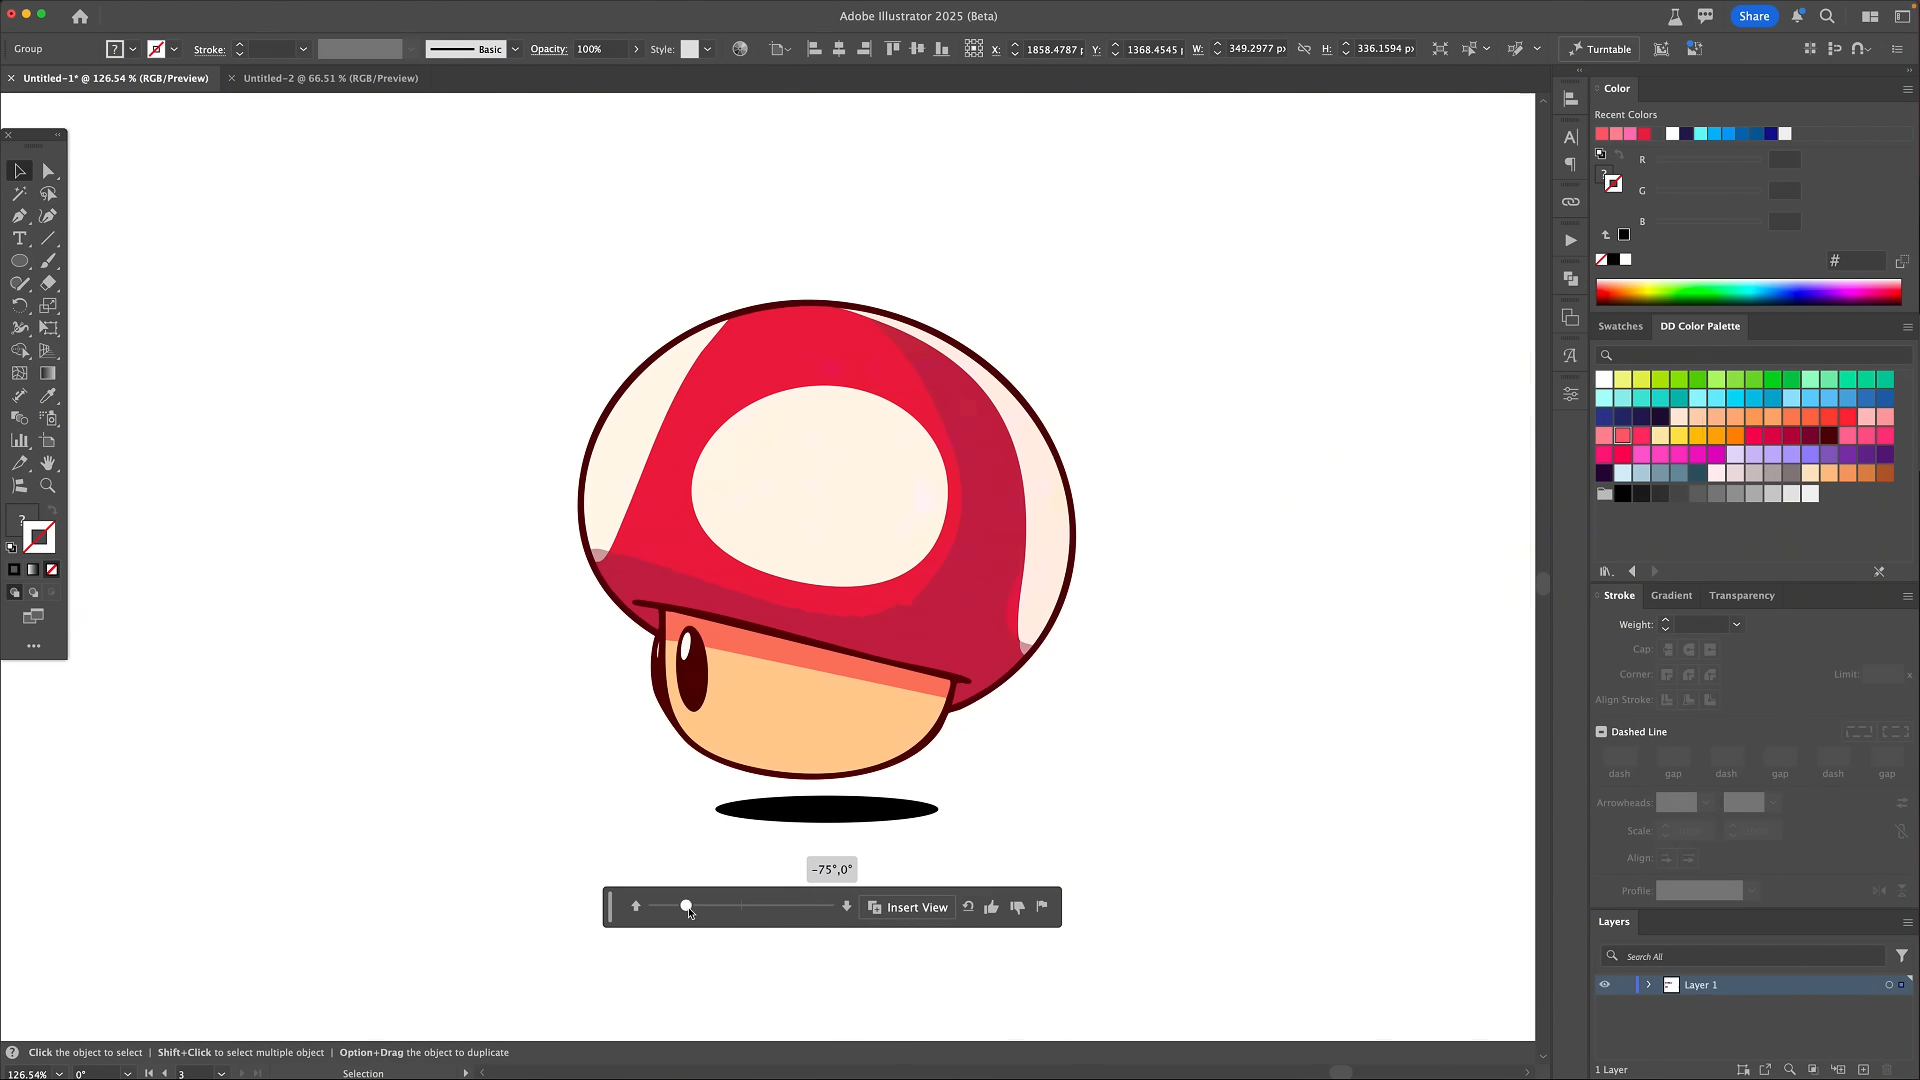 Adobe Illustrator 2025 (Beta)
Share
Group
?
Stroke:
Basic
Opacity: 100%
Style:
X: 1858.4787 p
Y: 1368.4545
W: 349.2977 px
H: 336.1594 px
Turntable
Untitled-1* @ 126.54 % (RGB/Preview)
Untitled-2 @ 66.51 % (RGB/Preview)
Color
Recent Colors
R
G
B
#
Swatches
DD Color Palette
Stroke
Gradient
Transparency
Weight:
Cap:
Corner:
Limit:
x
Align Stroke:
Dashed Line
dash
gap
dash
gap
dash
gap
Arrowheads:
Scale:
Align:
Profile:
-75°,0°
Insert View
Layers
Search All
Layer 1
1 Layer
Click the object to select | Shift+Click to select multiple object | Option+Drag the object to duplicate
126.54%
0°
3
Selection